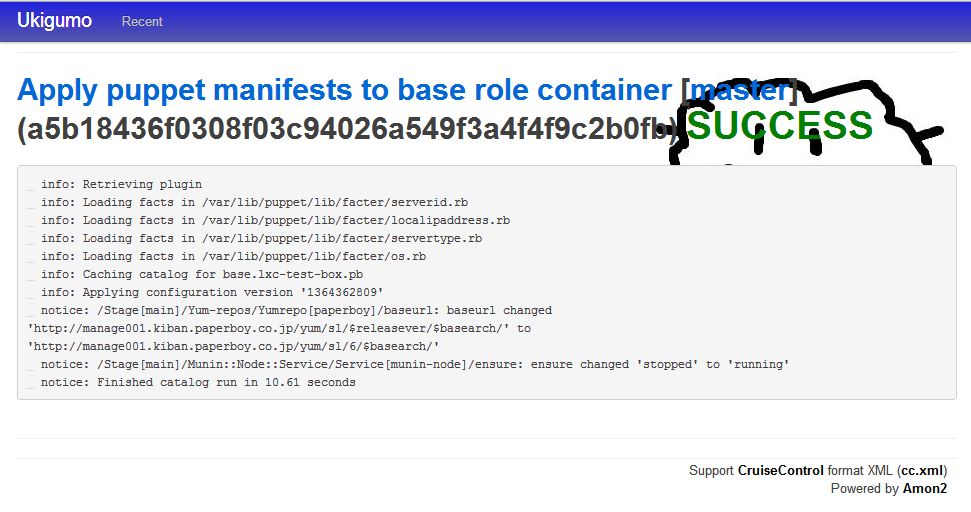 Ukigumo Recent
Apply puppet manifests to base role container [master]
(a5b18436f0308f03c94026a549f3a4f4f9c2b0fb) SUCCESS
_ info: Retrieving plugin
_ info: Loading facts in /var/lib/puppet/lib/facter/serverid.rb
_ info: Loading facts in /var/lib/puppet/lib/facter/localipaddress.rb
_ info: Loading facts in /var/lib/puppet/lib/facter/servertype.rb
_ info: Loading facts in /var/lib/puppet/lib/facter/os.rb
_ info: Caching catalog for base.lxc-test-box.pb
_ info: Applying configuration version '1364362809'
_ notice: /Stage[main]/Yum-repos/Yumrepo[paperboy]/baseurl: baseurl changed
'http://manage001.kiban.paperboy.co.jp/yum/sl/$releasever/$basearch/' to
'http://manage001.kiban.paperboy.co.jp/yum/sl/6/$basearch/'
_ notice: /Stage[main]/Munin::Node::Service/Service[munin-node]/ensure: ensure changed 'stopped' to 'running'
_ notice: Finished catalog run in 10.61 seconds
Support CruiseControl format XML (cc.xml)
Powered by Amon2